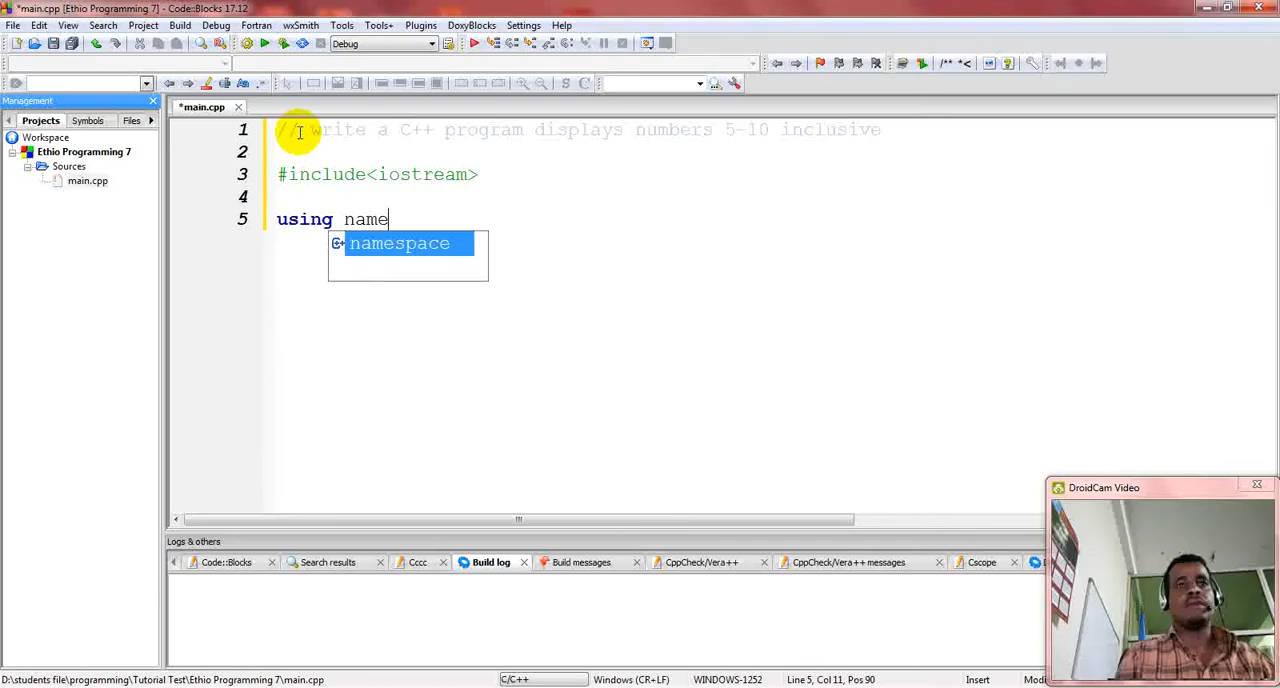 *main.cpp [Ethio Programming 7] - Code::Blocks 17.12
File Edit View Search Project Build Debug Fortran wxSmith Tools Tools+ Plugins DoxyBlocks Settings Help
Debug
/** *<
S C
Management
*main.cpp
Projects Symbols Files
Workspace
Ethio Programming 7
Sources
main.cpp
1 // write a C++ program displays numbers 5-10 inclusive
2
3 #include<iostream>
4
5 using name
namespace
DroidCam Video
Logs & others
Code::Blocks Search results Cccc Build log Build messages CppCheck/Vera++ CppCheck/Vera++ messages Cscope
D:\students file\programming\Tutorial Test\Ethio Programming 7\main.cpp C/C++ Windows (CR+LF) WINDOWS-1252 Line 5, Col 11, Pos 90 Insert